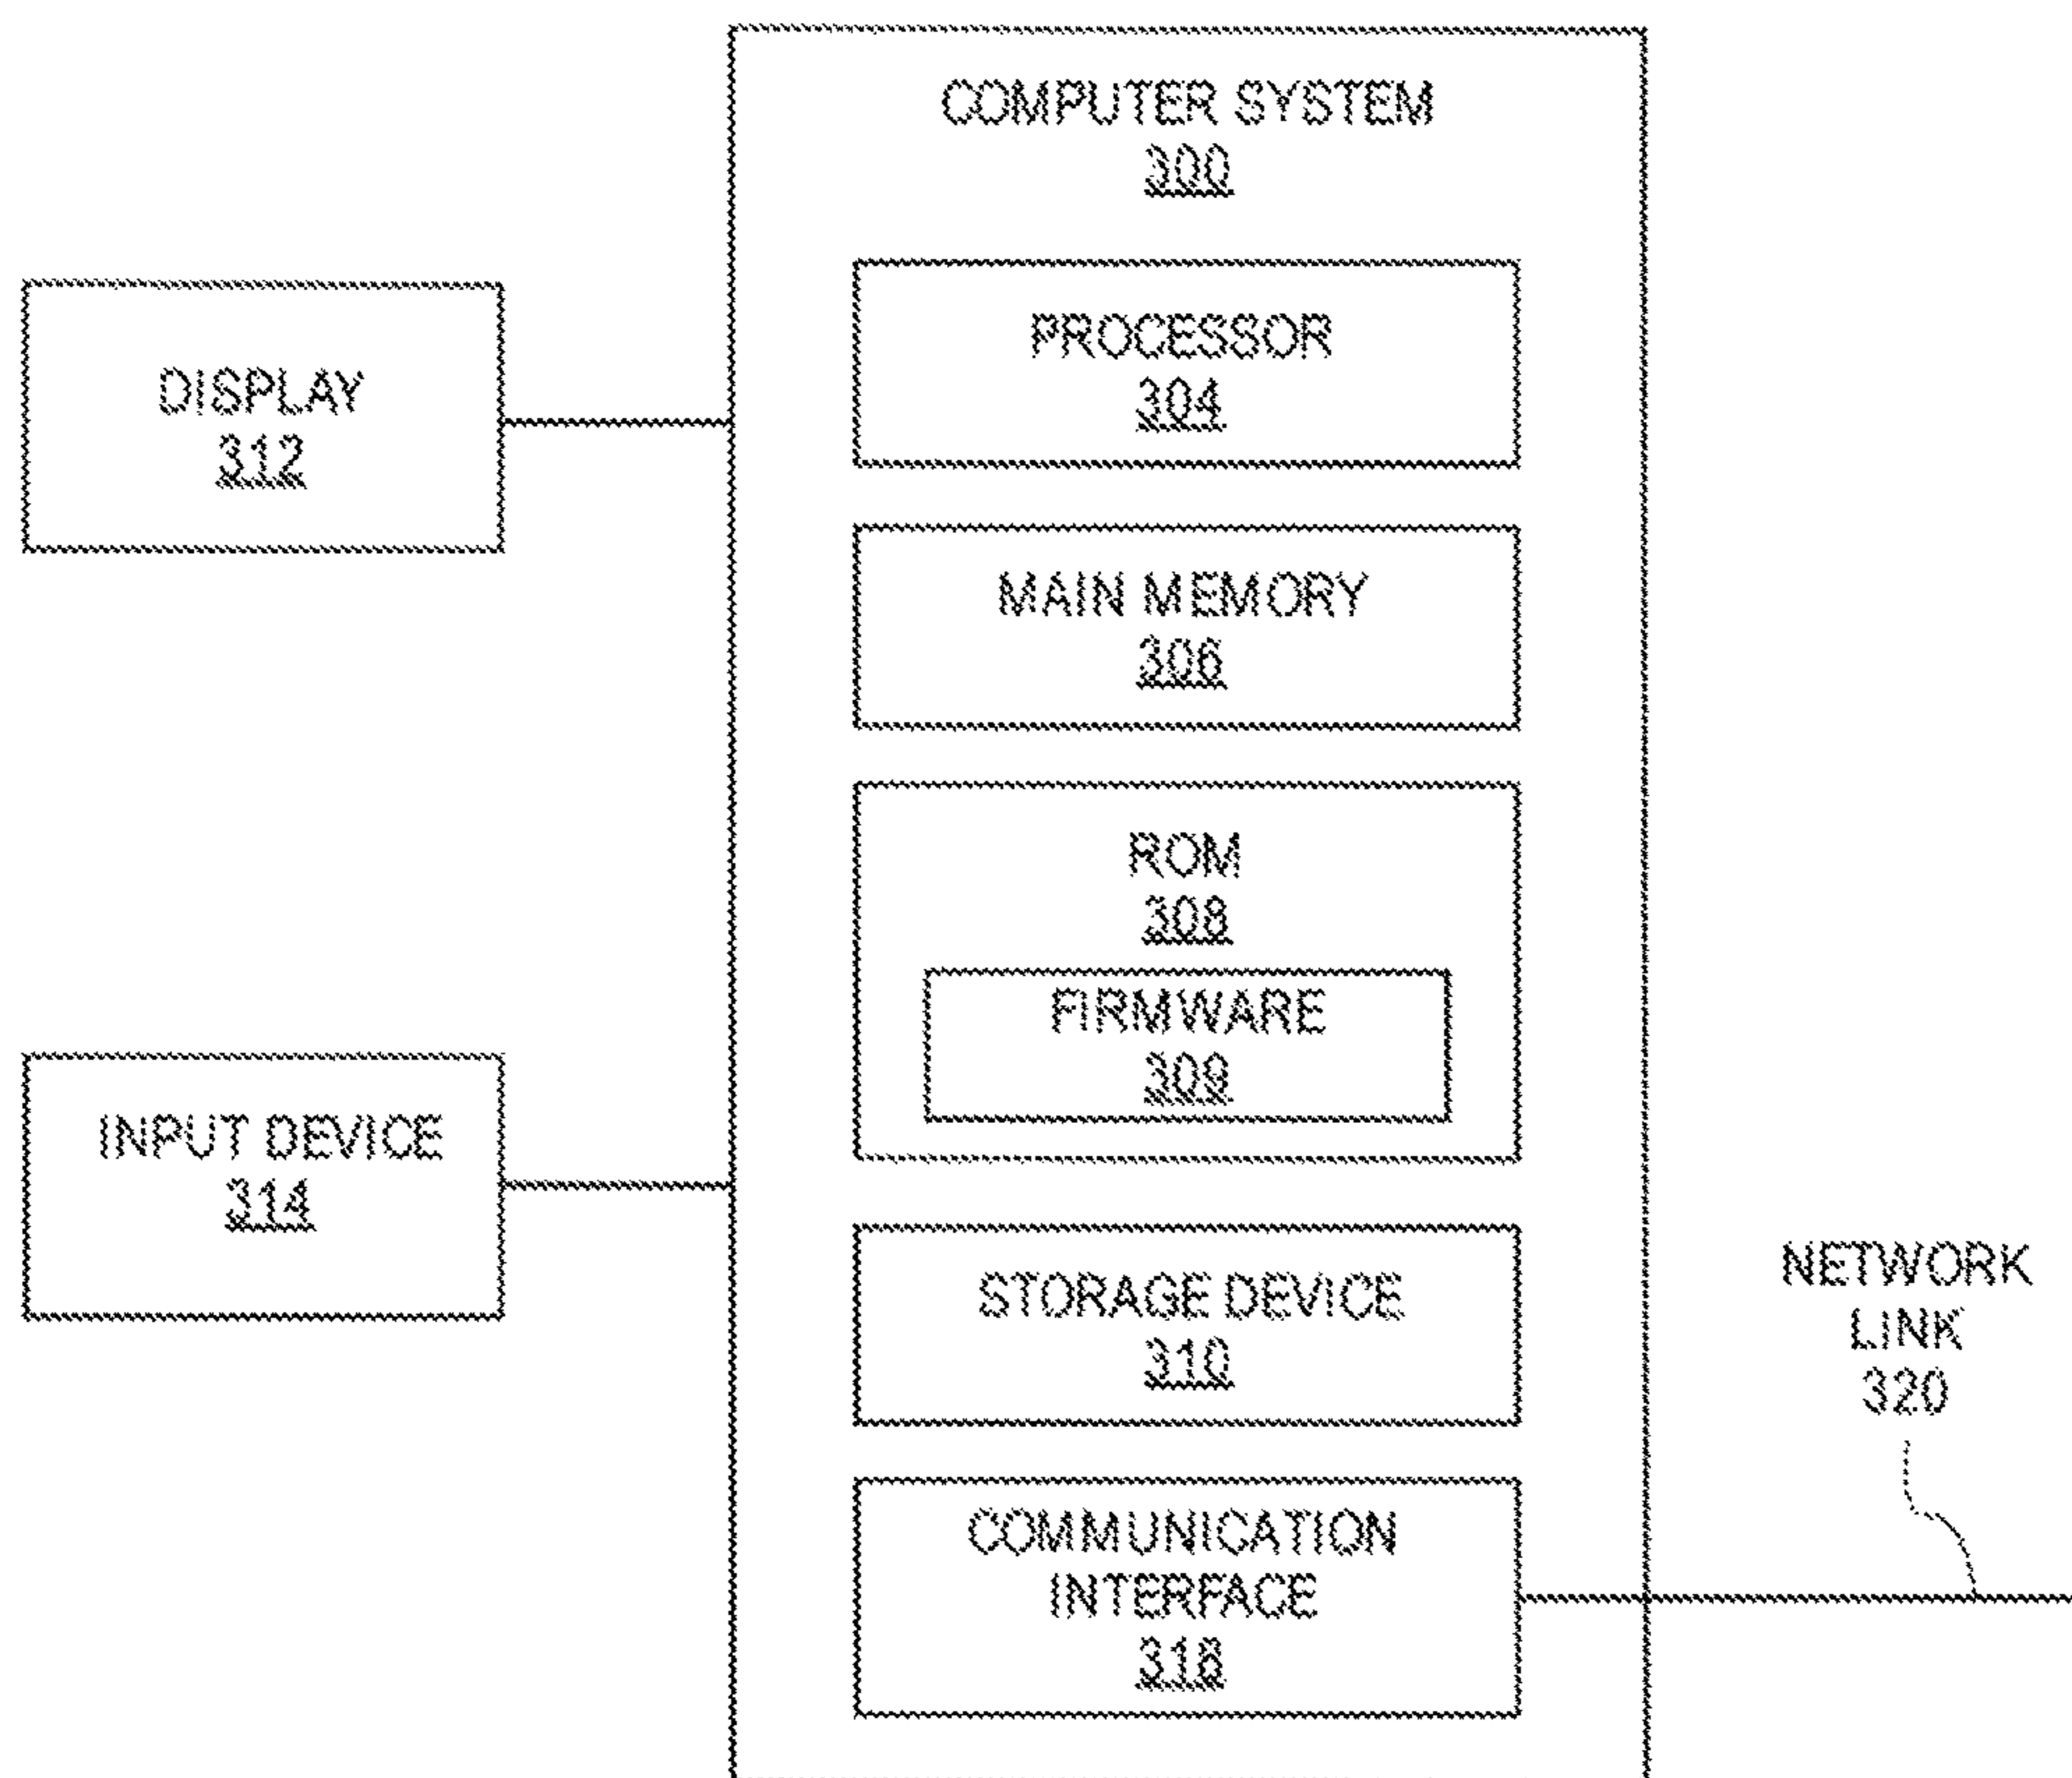 COMPUTER SYSTEM
300
PROCESSOR
304
DISPLAY
312
MAIN MEMORY
306
ROM
308
FIRMWARE
309
INPUT DEVICE
314
STORAGE DEVICE
310
NETWORK
LINK
320
COMMUNICATION
INTERFACE
318